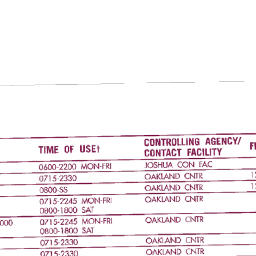 TIME OF USE† CONTROLLING AGENCY/
CONTACT FACILITY
0600-2200 MON-FRI JOSHUA CON FAC
0715-2330 OAKLAND CNTR
0800-SS OAKLAND CNTR
0715-2245 MON-FRI OAKLAND CNTR
0800-1800 SAT
000 0715-2245 MON-FRI OAKLAND CNTR
0800-1800 SAT
0715-2330 OAKLAND CNTR
0715-2330 OAKLAND CNTR